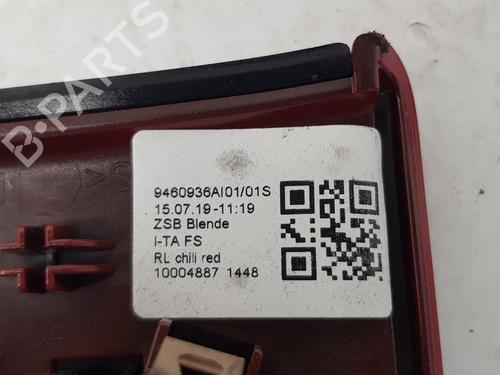 B-PARTS
9460936AI01/01S
15.07.19-11:19
ZSB Blende
I-TA FS
RL chili red
10004887 1448